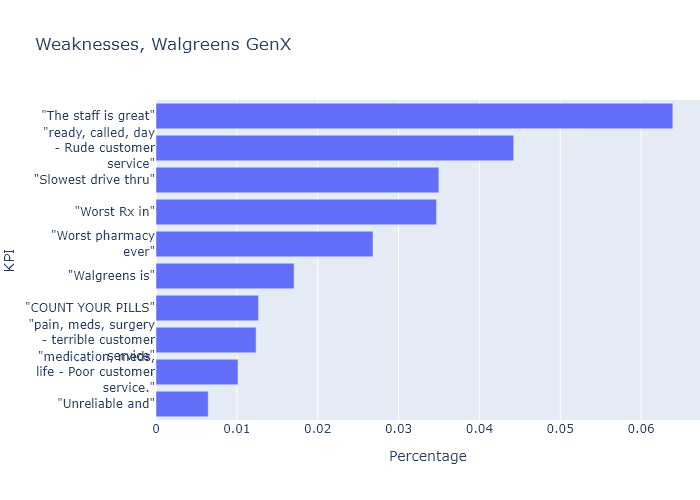 Weaknesses, Walgreens GenX
"The staff is great"
"ready, called, day
- Rude customer
service"
"Slowest drive thru"
"Worst Rx in"
"Worst pharmacy
ever"
"Walgreens is"
"COUNT YOUR PILLS"
"pain, meds, surgery
- terrible customer
service"
"medication, meds,
life - Poor customer
service."
"Unreliable and"
KPI
0 0.01 0.02 0.03 0.04 0.05 0.06
Percentage